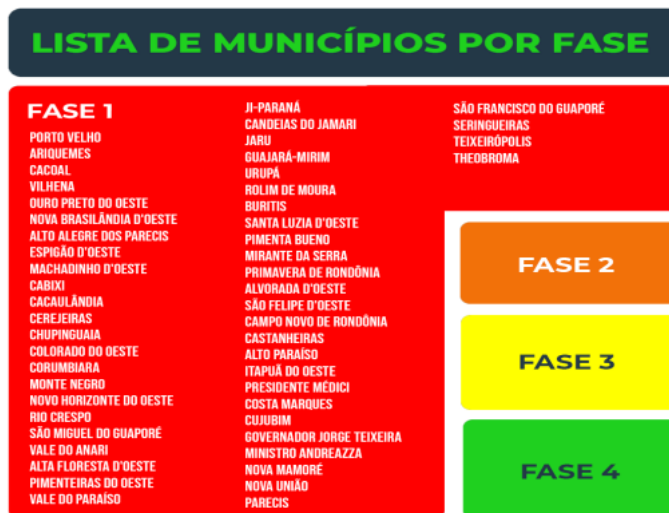 LISTA DE MUNICÍPIOS POR FASE
FASE 1
PORTO VELHO
ARIQUEMES
CACOAL
VILHENA
OURO PRETO DO OESTE
NOVA BRASILÂNDIA D'OESTE
ALTO ALEGRE DOS PARECIS
ESPIGÃO D'OESTE
MACHADINHO D'OESTE
CABIXI
CACAULÂNDIA
CEREJEIRAS
CHUPINGUAIA
COLORADO DO OESTE
CORUMBIARA
MONTE NEGRO
NOVO HORIZONTE DO OESTE
RIO CRESPO
SÃO MIGUEL DO GUAPORÉ
VALE DO ANARI
ALTA FLORESTA D'OESTE
PIMENTEIRAS DO OESTE
VALE DO PARAÍSO
JI-PARANÁ
CANDEIAS DO JAMARI
JARU
GUAJARÁ-MIRIM
URUPÁ
ROLIM DE MOURA
BURITIS
SANTA LUZIA D'OESTE
PIMENTA BUENO
MIRANTE DA SERRA
PRIMAVERA DE RONDÔNIA
ALVORADA D'OESTE
SÃO FELIPE D'OESTE
CAMPO NOVO DE RONDÔNIA
CASTANHEIRAS
ALTO PARAÍSO
ITAPUÃ DO OESTE
PRESIDENTE MÉDICI
COSTA MARQUES
CUJUBIM
GOVERNADOR JORGE TEIXEIRA
MINISTRO ANDREAZZA
NOVA MAMORÉ
NOVA UNIÃO
PARECIS
SÃO FRANCISCO DO GUAPORÉ
SERINGUEIRAS
TEIXEIRÓPOLIS
THEOBROMA
FASE 2
FASE 3
FASE 4